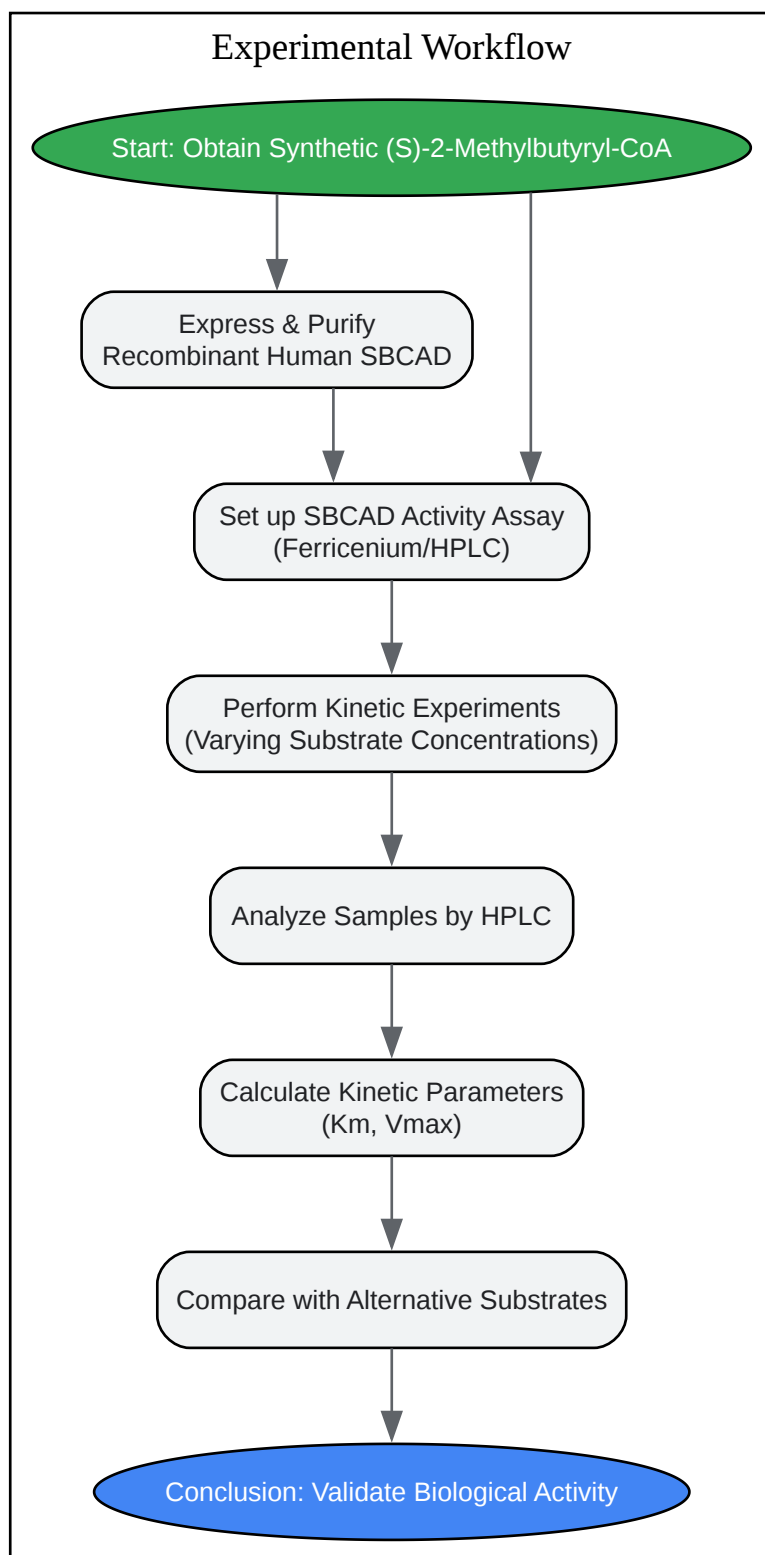 Experimental Workflow
Start: Obtain Synthetic (S)-2-Methylbutyryl-CoA
Express & Purify
Recombinant Human SBCAD
Set up SBCAD Activity Assay
(Ferricenium/HPLC)
Perform Kinetic Experiments
(Varying Substrate Concentrations)
Analyze Samples by HPLC
Calculate Kinetic Parameters
(Km, Vmax)
Compare with Alternative Substrates
Conclusion: Validate Biological Activity